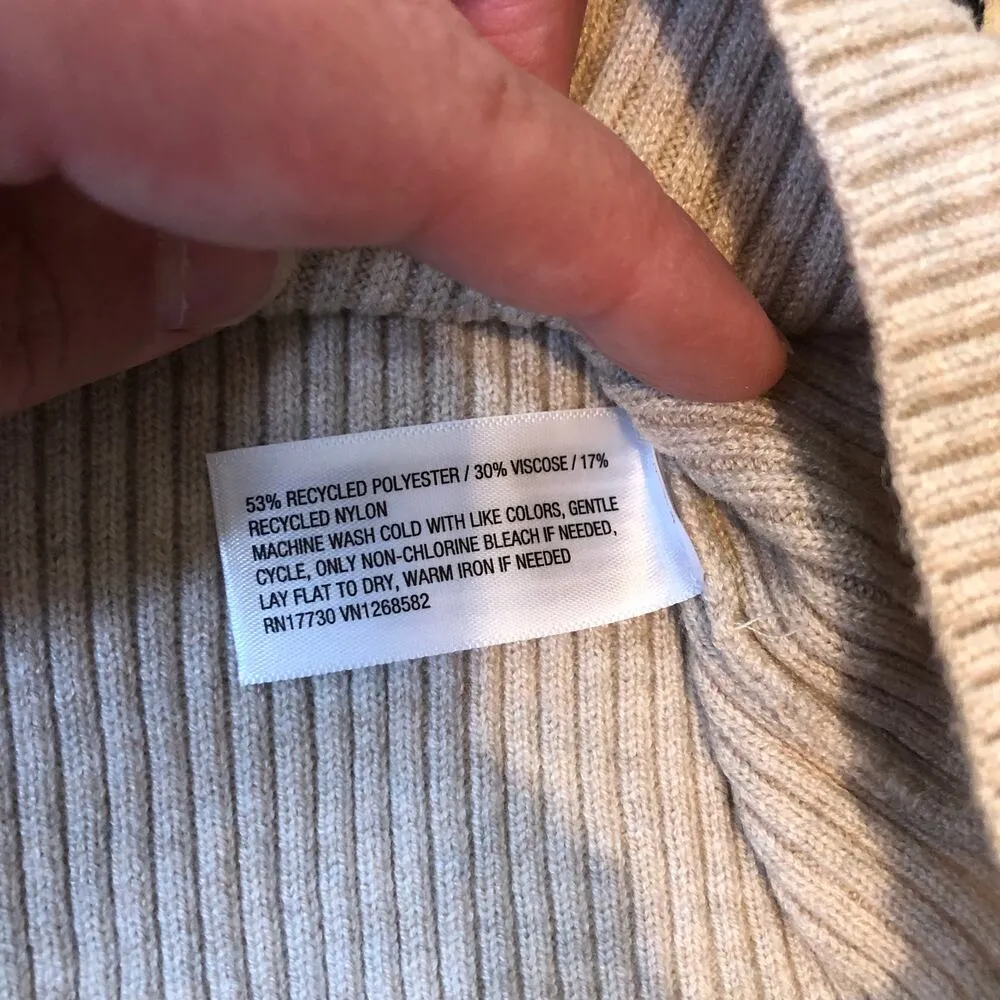 53% RECYCLED POLYESTER / 30% VISCOSE / 17%
RECYCLED NYLON
MACHINE WASH COLD WITH LIKE COLORS, GENTLE
CYCLE, ONLY NON-CHLORINE BLEACH IF NEEDED,
LAY FLAT TO DRY, WARM IRON IF NEEDED
RN17730 VN1268582